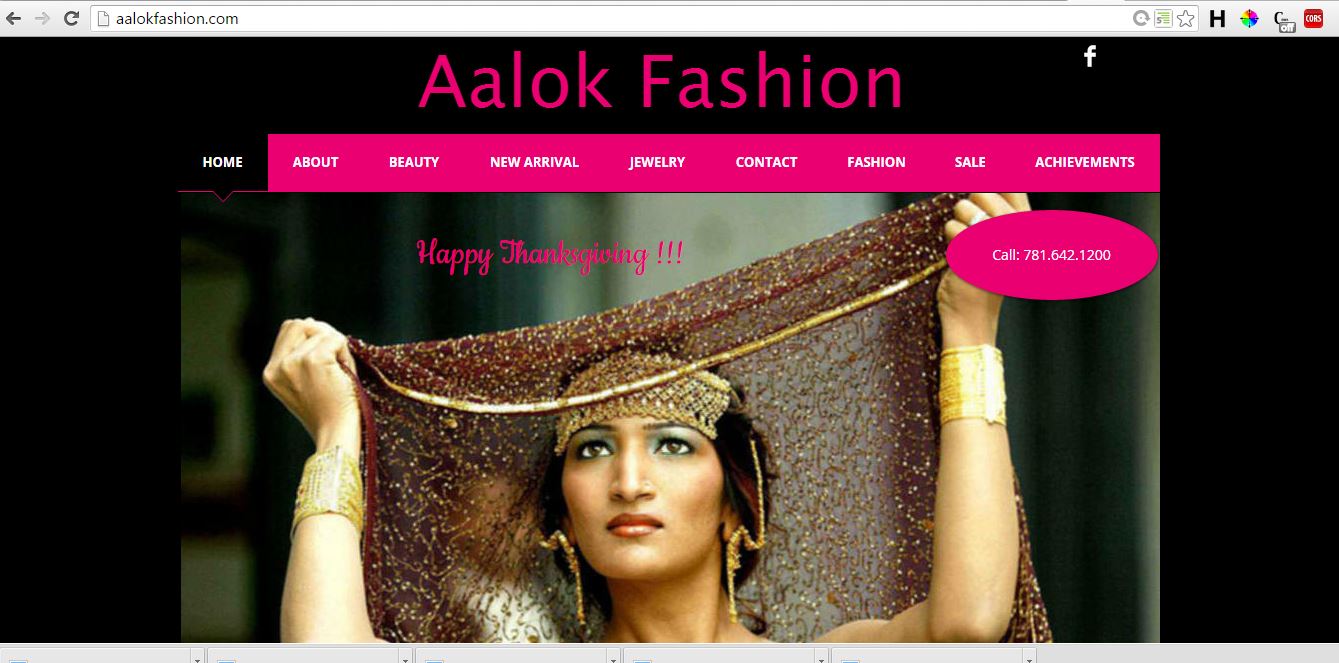 aalokfashion.com
Aalok Fashion
HOME ABOUT BEAUTY NEW ARRIVAL JEWELRY CONTACT FASHION SALE ACHIEVEMENTS
Happy Thanksgiving !!!
Call: 781.642.1200
H
Off
CORS